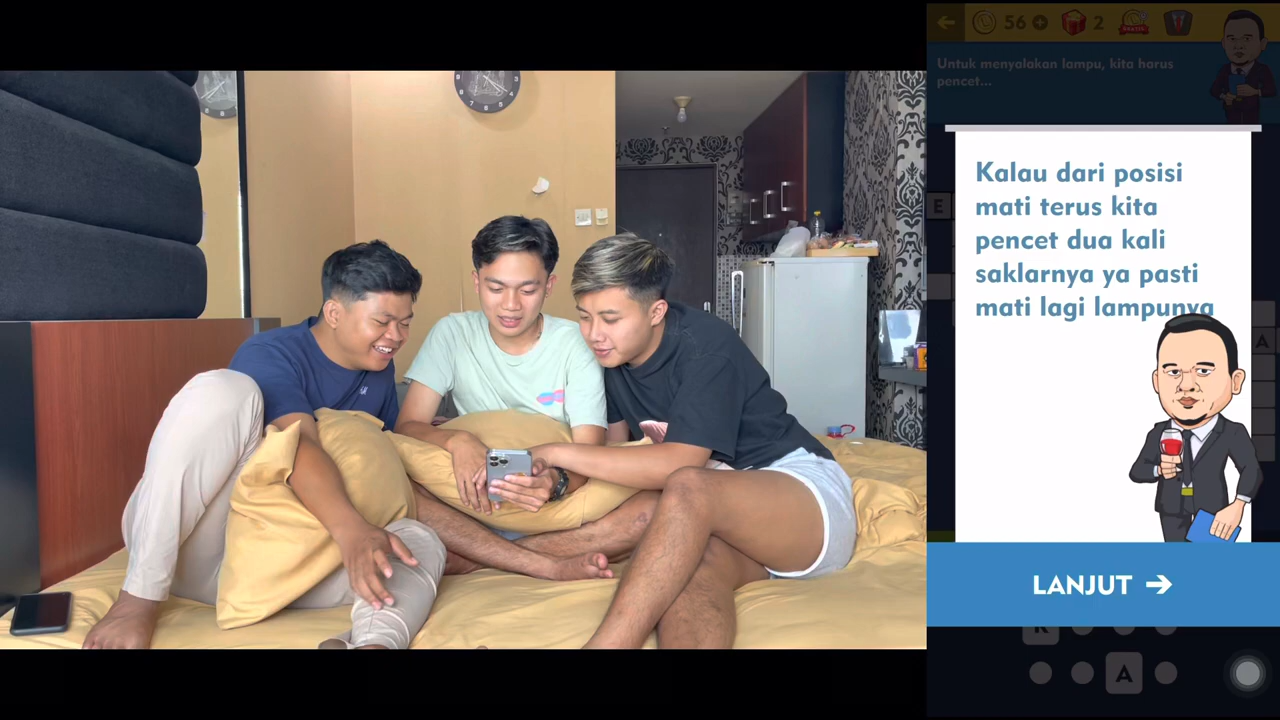 56
2
Untuk menyalakan lampu, kita harus
pencet...
Kalau dari posisi
mati terus kita
pencet dua kali
saklarnya ya pasti
mati lagi lampunya
E
A
LANJUT →
R
A